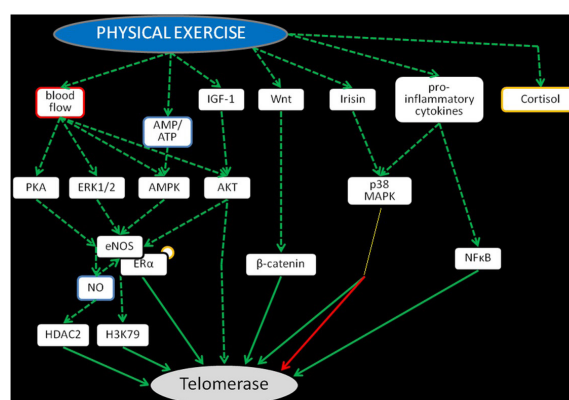 PHYSICAL EXERCISE
blood
flow
AMP/
ATP
IGF-1
Wnt
Irisin
pro-
inflammatory
cytokines
Cortisol
PKA
ERK1/2
AMPK
AKT
p38
MAPK
eNOS
ERα
β-catenin
NFκB
NO
HDAC2
H3K79
Telomerase